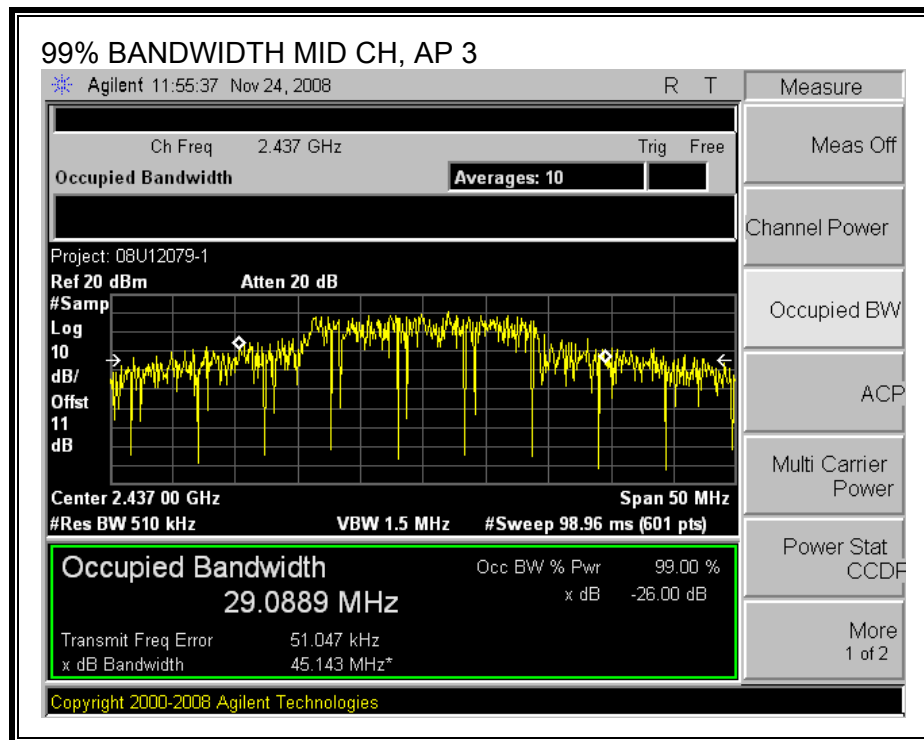 99% BANDWIDTH MID CH, AP 3
Agilent 11:55:37 Nov 24, 2008 R T
Measure
Ch Freq 2.437 GHz Trig Free
Occupied Bandwidth Averages: 10
Meas Off
Channel Power
Occupied BW
ACP
Multi Carrier
Power
Power Stat
CCDF
More
1 of 2
Project: 08U12079-1
Ref 20 dBm Atten 20 dB
#Samp
Log
10
dB/
Offst
11
dB
Center 2.437 00 GHz Span 50 MHz
#Res BW 510 kHz VBW 1.5 MHz #Sweep 98.96 ms (601 pts)
Occupied Bandwidth Occ BW % Pwr 99.00 %
29.0889 MHz x dB -26.00 dB
Transmit Freq Error 51.047 kHz
x dB Bandwidth 45.143 MHz*
Copyright 2000-2008 Agilent Technologies